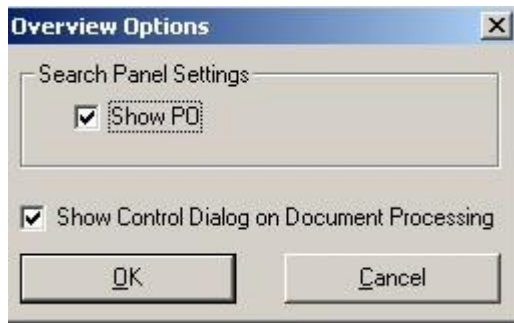 Overview Options
Search Panel Settings
Show PO
Show Control Dialog on Document Processing
OK
Cancel